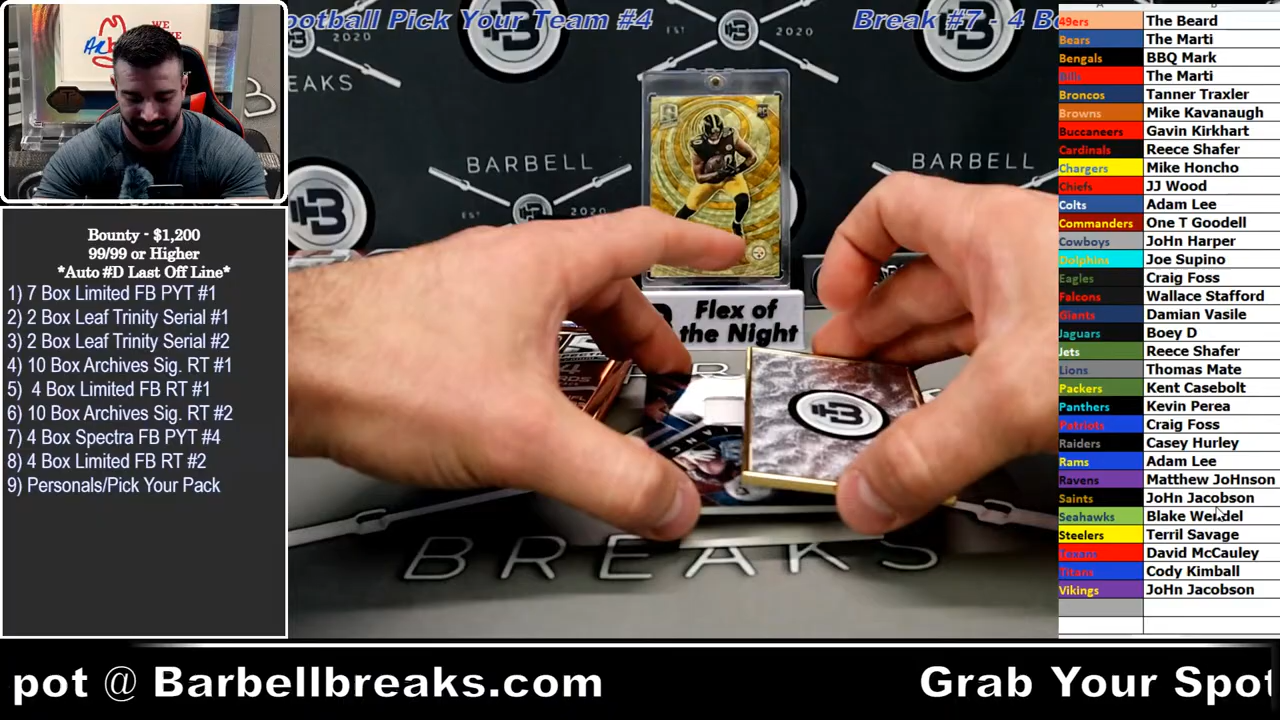 ootball Pick Your Team #4
Break #7 - 4 Bo
EST
2020
BREAKS
BARBELL
BARBELL
EST
2020
2020
Flex of
the Night
BREAKS
Bounty - $1,200
99/99 or Higher
*Auto #D Last Off Line*
1) 7 Box Limited FB PYT #1
2) 2 Box Leaf Trinity Serial #1
3) 2 Box Leaf Trinity Serial #2
4) 10 Box Archives Sig. RT #1
5) 4 Box Limited FB RT #1
6) 10 Box Archives Sig. RT #2
7) 4 Box Spectra FB PYT #4
8) 4 Box Limited FB RT #2
9) Personals/Pick Your Pack
49ers The Beard
Bears The Marti
Bengals BBQ Mark
Bills The Marti
Broncos Tanner Traxler
Browns Mike Kavanaugh
Buccaneers Gavin Kirkhart
Cardinals Reece Shafer
Chargers Mike Honcho
Chiefs JJ Wood
Colts Adam Lee
Commanders One T Goodell
Cowboys JoHn Harper
Dolphins Joe Supino
Eagles Craig Foss
Falcons Wallace Stafford
Giants Damian Vasile
Jaguars Boey D
Jets Reece Shafer
Lions Thomas Mate
Packers Kent Casebolt
Panthers Kevin Perea
Patriots Craig Foss
Raiders Casey Hurley
Rams Adam Lee
Ravens Matthew JoHnson
Saints JoHn Jacobson
Seahawks Blake Wendel
Steelers Terril Savage
Texans David McCauley
Titans Cody Kimball
Vikings JoHn Jacobson
pot @ Barbellbreaks.com
Grab Your Spot